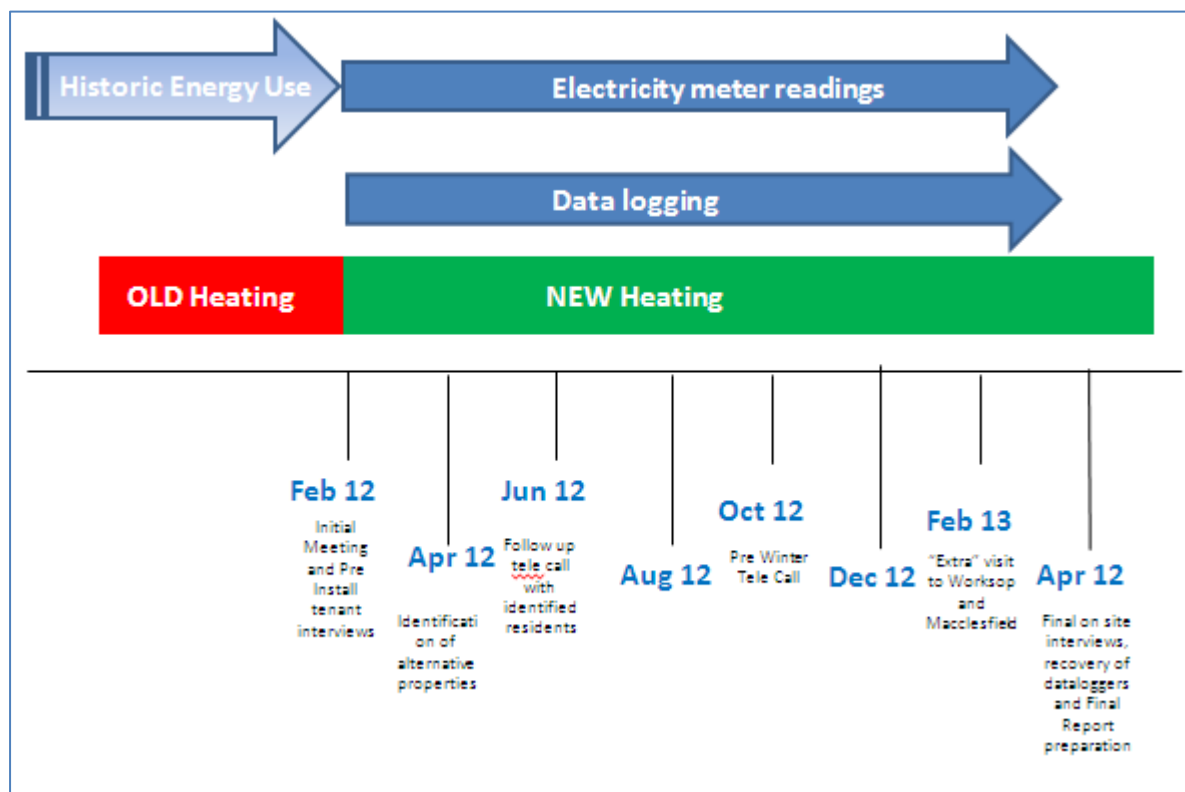 Historic Energy Use
Electricity meter readings
Data logging
OLD Heating
NEW Heating
Feb 12
Initial
Meeting
and Pre
Install
tenant
interviews
Apr 12
Identificati
on of
alternative
properties
Jun 12
Follow up
tele call
with
identified
residents
Aug 12
Oct 12
Pre Winter
Tele Call
Dec 12
Feb 13
"Extra" visit
to Worksop
and
Macclesfield
Apr 12
Final on site
interviews,
recovery of
dataloggers
and Final
Report
preparation